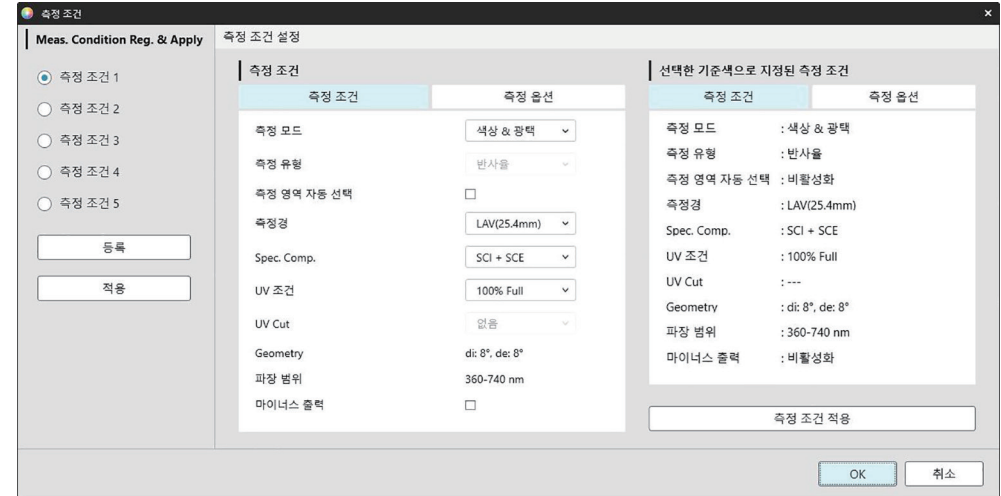 측정 조건
Meas. Condition Reg. & Apply
측정 조건 1
측정 조건 2
측정 조건 3
측정 조건 4
측정 조건 5
등록
적용
측정 조건 설정
측정 조건
측정 조건 측정 옵션
측정 모드 색상 & 광택
측정 유형 반사율
측정 영역 자동 선택
측정경 LAV(25.4mm)
Spec. Comp. SCI + SCE
UV 조건 100% Full
UV Cut 없음
Geometry di: 8°, de: 8°
파장 범위 360-740 nm
마이너스 출력
선택한 기준색으로 지정된 측정 조건
측정 조건 측정 옵션
측정 모드 : 색상 & 광택
측정 유형 : 반사율
측정 영역 자동 선택 : 비활성화
측정경 : LAV(25.4mm)
Spec. Comp. : SCI + SCE
UV 조건 : 100% Full
UV Cut : ---
Geometry : di: 8°, de: 8°
파장 범위 : 360-740 nm
마이너스 출력 : 비활성화
측정 조건 적용
OK 취소